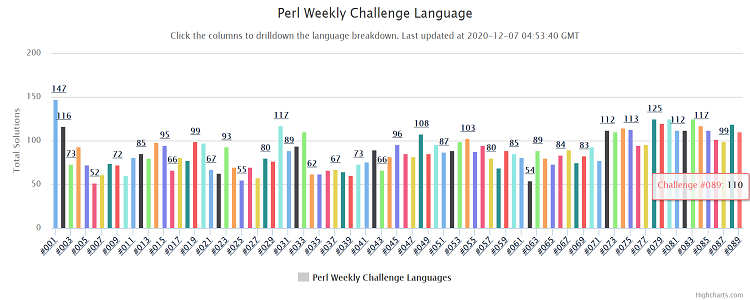 Perl Weekly Challenge Language
Click the columns to drilldown the language breakdown. Last updated at 2020-12-07 04:53:40 GMT
Total Solutions
200
150
100
50
0
147 116 73 52 72 85 95 66 99 67 93 55 80 117 89 62 67 73 66 96 108 87 103 80 85 54 89 84 69 83 112 113 125 112 117 99 118
Challenge #089: 110
#001 #003 #005 #007 #009 #011 #013 #015 #017 #019 #021 #023 #025 #027 #029 #031 #033 #035 #037 #039 #041 #043 #045 #047 #049 #051 #053 #055 #057 #059 #061 #063 #065 #067 #069 #071 #073 #075 #077 #079 #081 #083 #085 #087 #089
Perl Weekly Challenge Languages
Highcharts.com